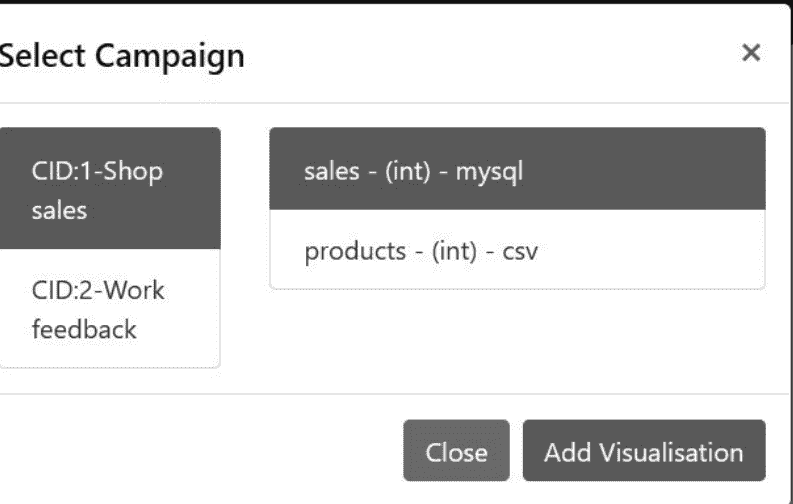 Select Campaign
×
CID:1-Shop
sales
CID:2-Work
feedback
sales - (int) - mysql
products - (int) - csv
Close
Add Visualisation